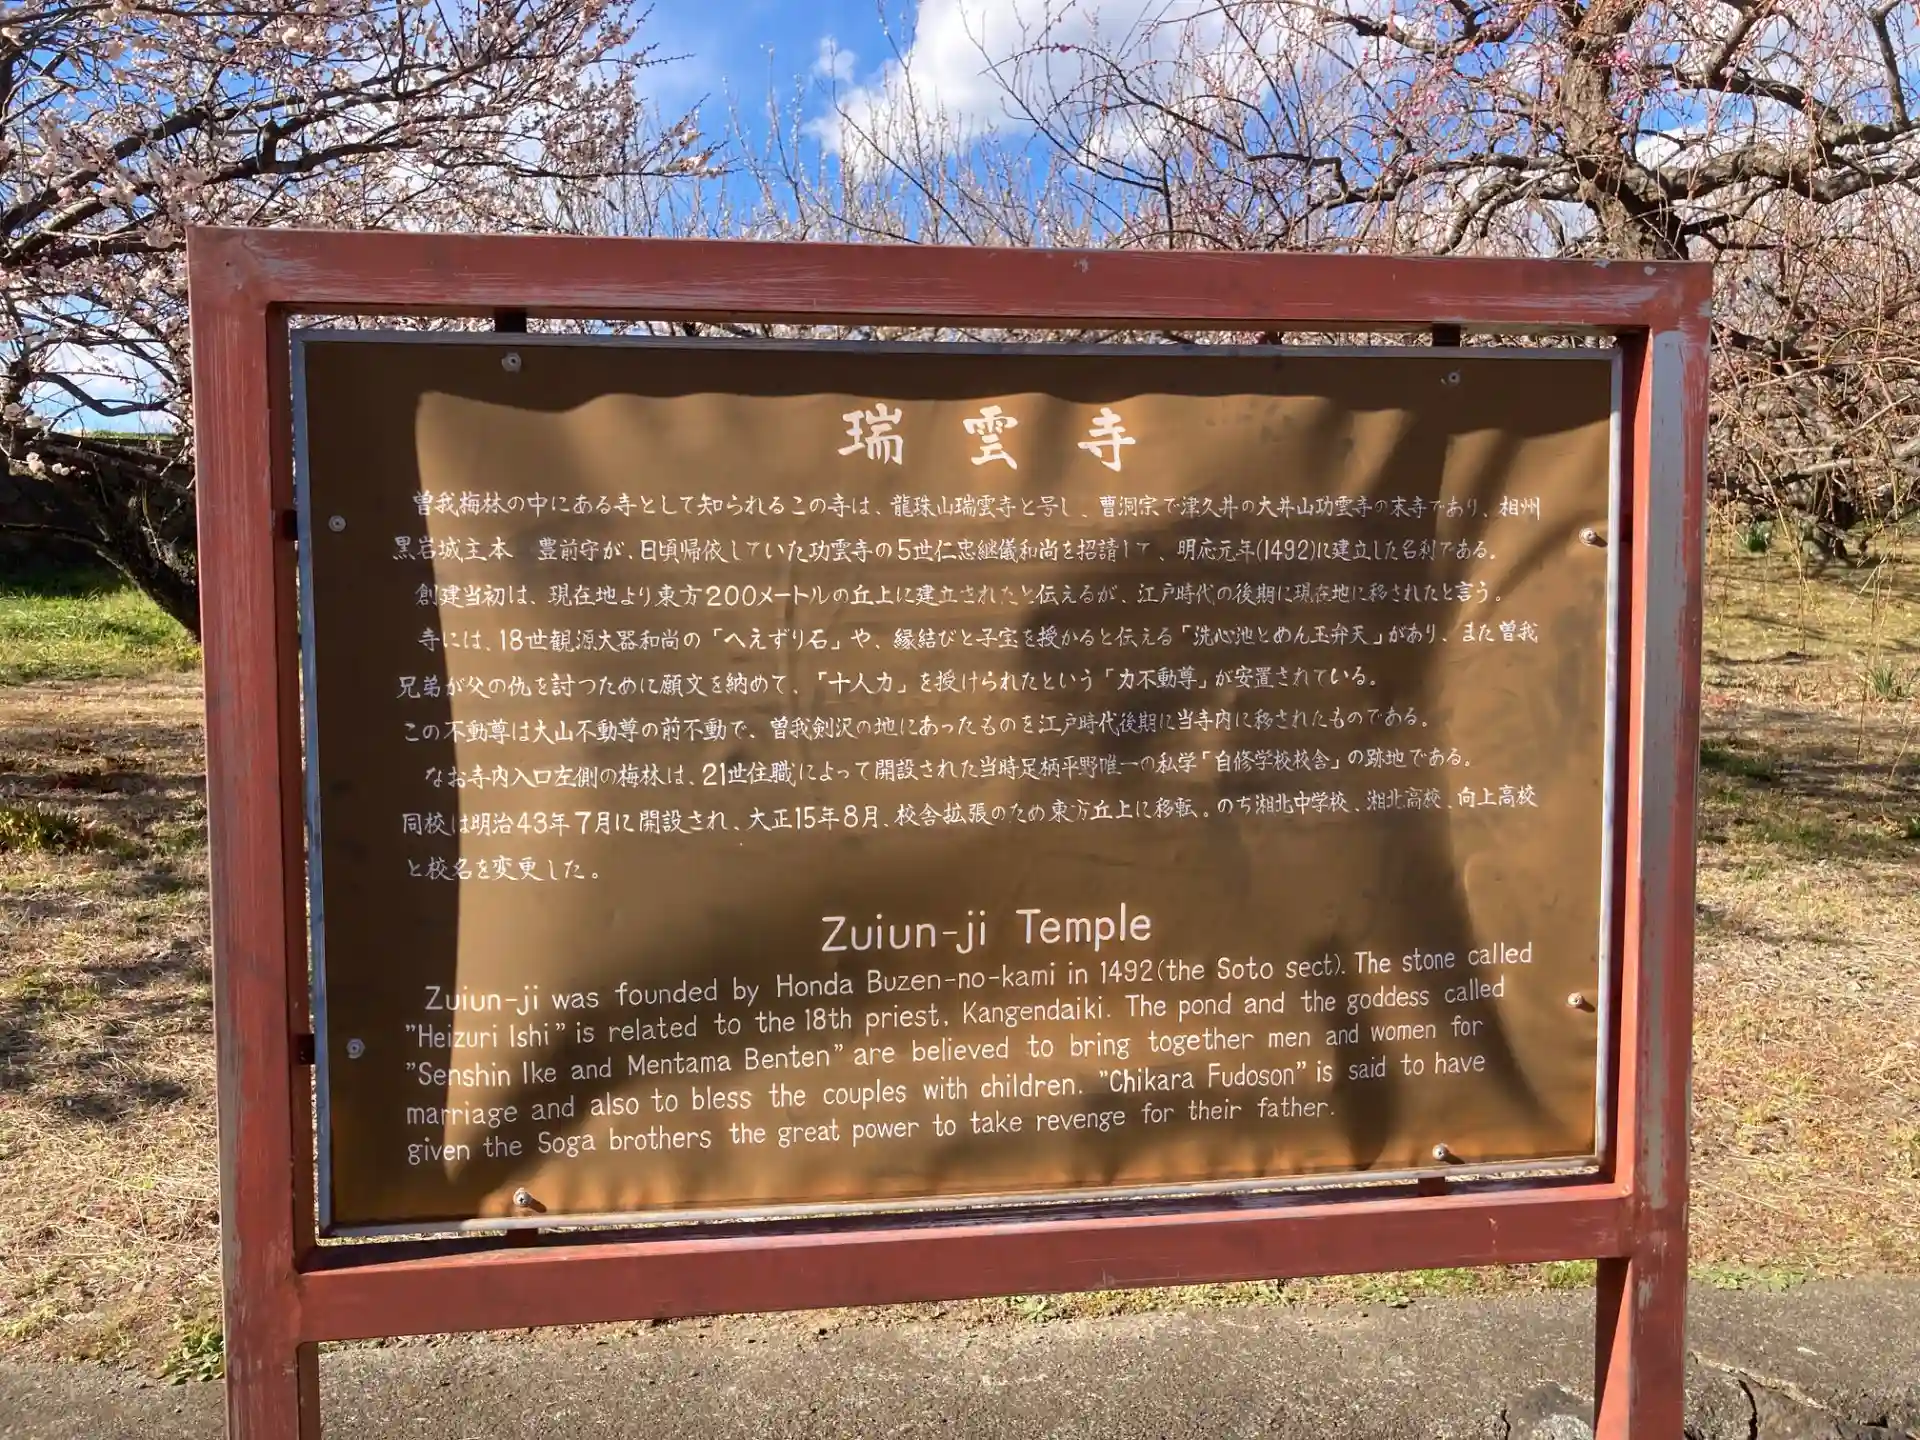 瑞雲寺
曽我梅林の中にある寺として知られるこの寺は、龍珠山瑞雲寺と号し、曹洞宗で津久井の大井山功雲寺の末寺であり、相州
黒岩城主本 豊前守が、日頃帰依していた功雲寺の5世仁忠継儀和尚を招請して、明応元年(1492)に建立した名刹である。
創建当初は、現在地より東方200メートルの丘上に建立されたと伝えるが、江戸時代の後期に現在地に移されたと言う。
寺には、18世観源大器和尚の「へえずり石」や、縁結びと子宝を授かると伝える「洗心池とめん玉弁天」があり、また曽我
兄弟が父の仇を討つために願文を納めて、「十人力」を授けられたという「力不動尊」が安置されている。
この不動尊は大山不動尊の前不動で、曽我剣沢の地にあったものを江戸時代後期に当寺内に移されたものである。
なお寺内入口左側の梅林は、21世住職によって開設された当時足柄平野唯一の私学「自修学校校舎」の跡地である。
同校は明治43年7月に開設され、大正15年8月、校舎拡張のため東方丘上に移転。のち湘北中学校、湘北高校、向上高校
と校名を変更した。
Zuiun-ji Temple
Zuiun-ji was founded by Honda Buzen-no-kami in 1492(the Soto sect). The stone called
"Heizuri Ishi" is related to the 18th priest, Kangendaiki. The pond and the goddess called
"Senshin Ike and Mentama Benten" are believed to bring together men and women for
marriage and also to bless the couples with children. "Chikara Fudoson" is said to have
given the Soga brothers the great power to take revenge for their father.